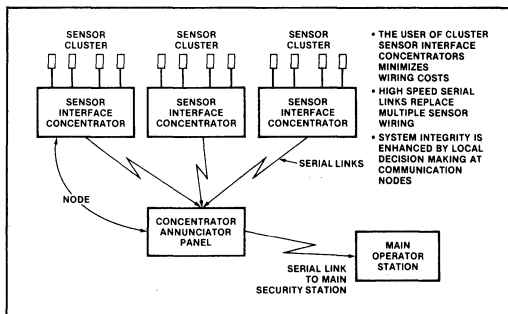 SENSOR CLUSTER
SENSOR CLUSTER
SENSOR CLUSTER
SENSOR INTERFACE CONCENTRATOR
SENSOR INTERFACE CONCENTRATOR
SENSOR INTERFACE CONCENTRATOR
• THE USER OF CLUSTER
SENSOR INTERFACE
CONCENTRATORS
MINIMIZES
WIRING COSTS
• HIGH SPEED SERIAL
LINKS REPLACE
MULTIPLE SENSOR
WIRING
• SYSTEM INTEGRITY IS
ENHANCED BY LOCAL
DECISION MAKING AT
COMMUNICATION
NODES
SERIAL LINKS
NODE
CONCENTRATOR
ANNUNCIATOR
PANEL
SERIAL LINK
TO MAIN
SECURITY STATION
MAIN
OPERATOR
STATION